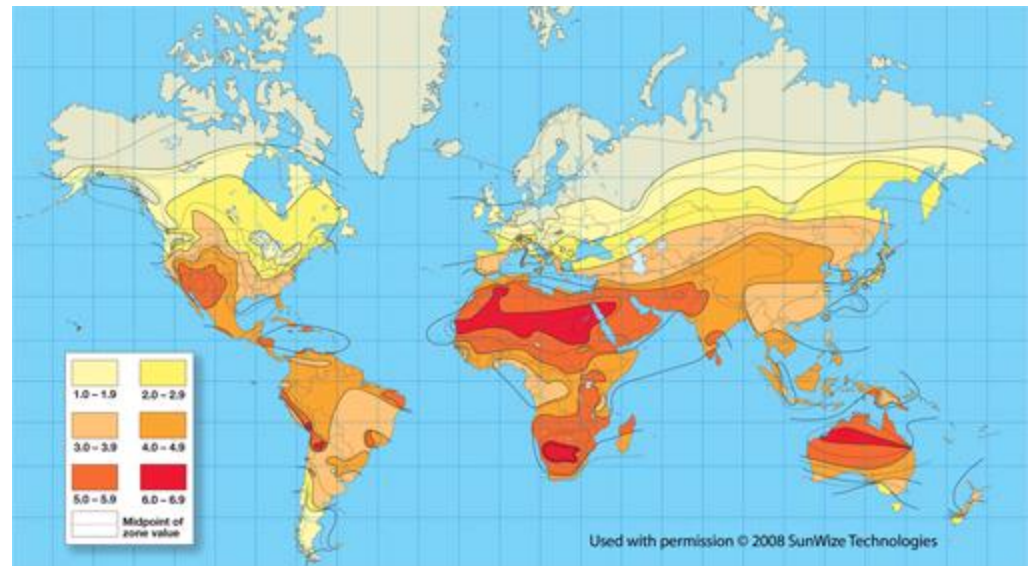 1.0 – 1.9 2.0 – 2.9
3.0 – 3.9 4.0 – 4.9
5.0 – 5.9 6.0 – 6.9
Midpoint of
zone value
Used with permission © 2008 SunWize Technologies